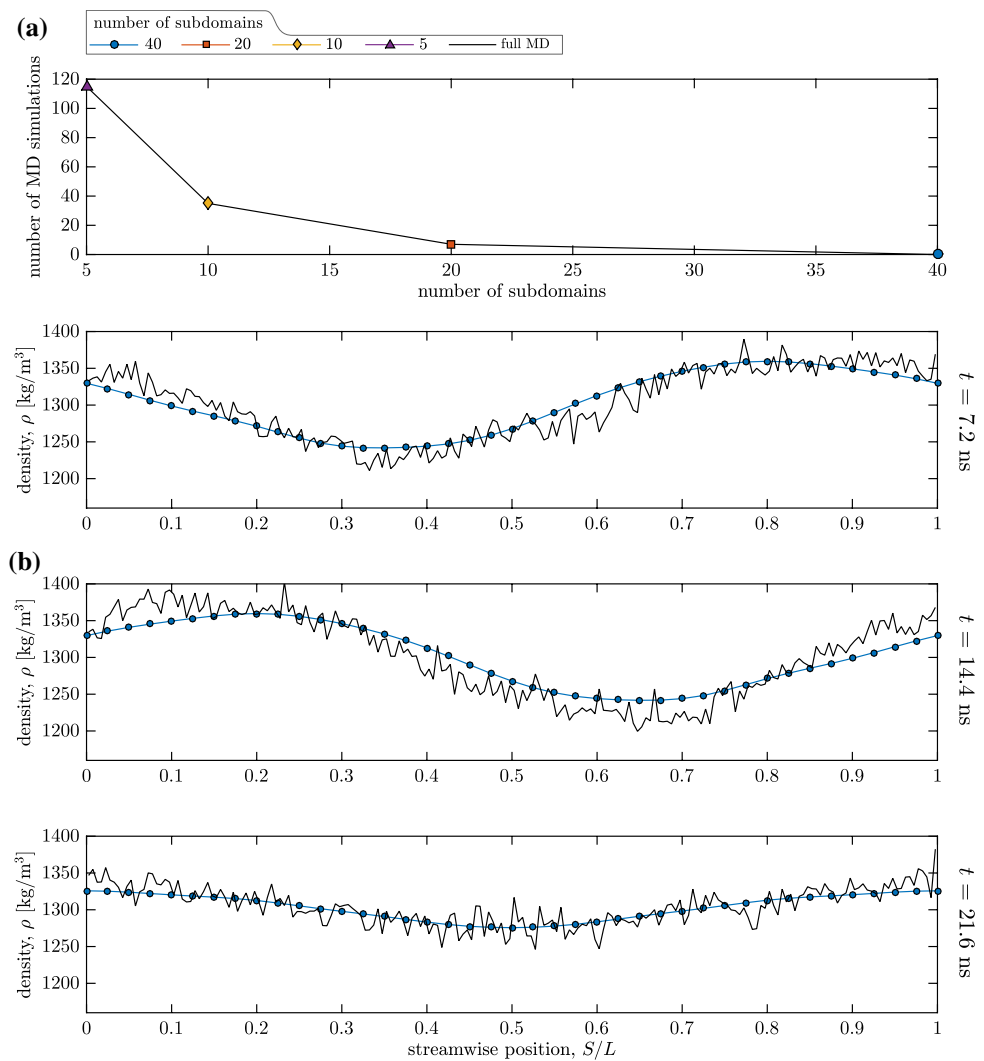 (a)
number of subdomains
40 20 10 5 full MD
number of MD simulations
120
100
80
60
40
20
0
5 10 15 20 25 30 35 40
number of subdomains
density, ρ [kg/m³]
1400
1350
1300
1250
1200
0 0.1 0.2 0.3 0.4 0.5 0.6 0.7 0.8 0.9 1
t = 7.2 ns
(b)
density, ρ [kg/m³]
1400
1350
1300
1250
1200
0 0.1 0.2 0.3 0.4 0.5 0.6 0.7 0.8 0.9 1
t = 14.4 ns
density, ρ [kg/m³]
1400
1350
1300
1250
1200
0 0.1 0.2 0.3 0.4 0.5 0.6 0.7 0.8 0.9 1
t = 21.6 ns
streamwise position, S/L